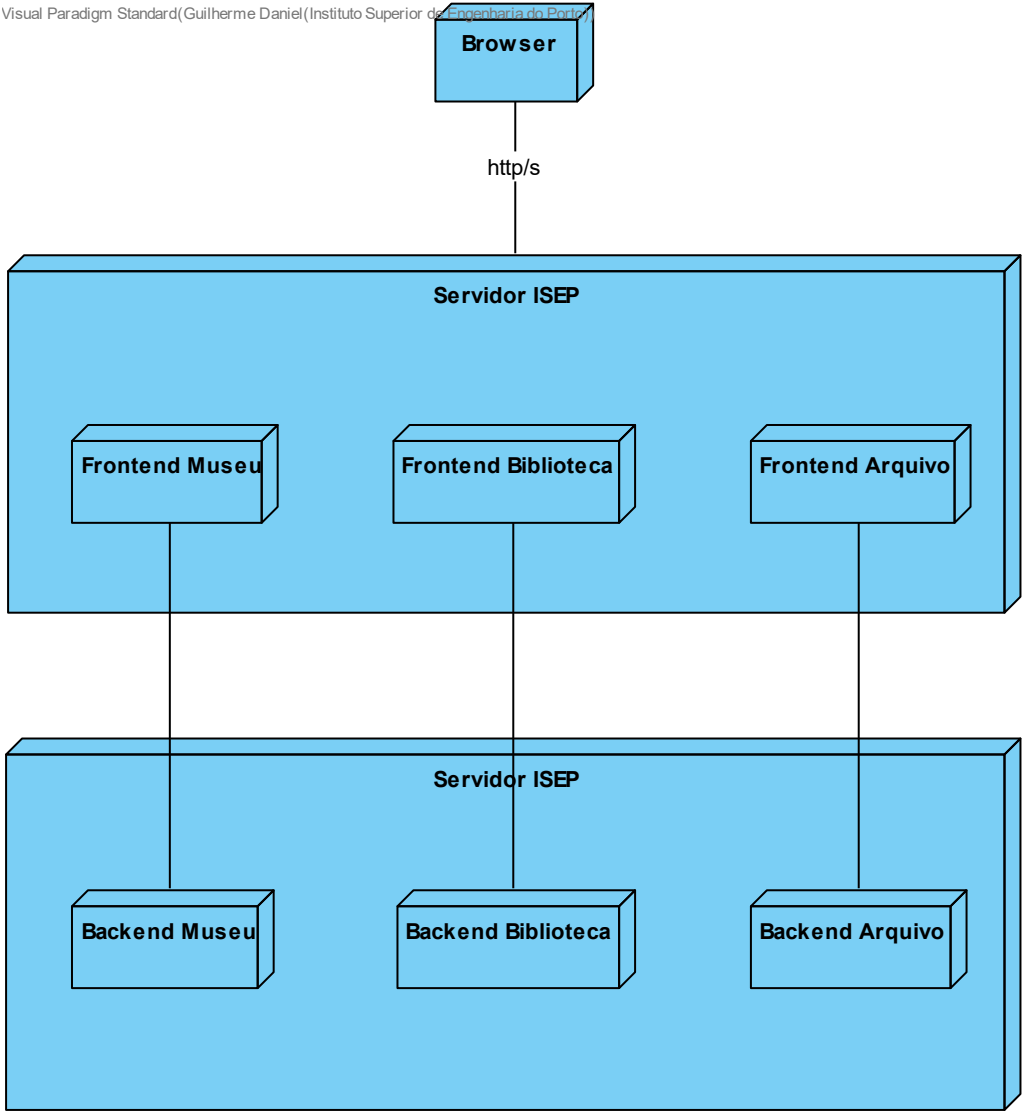 Visual Paradigm Standard(Guilherme Daniel(Instituto Superior de Engenharia do Porto))
Browser
http/s
Servidor ISEP
Frontend Museu
Frontend Biblioteca
Frontend Arquivo
Servidor ISEP
Backend Museu
Backend Biblioteca
Backend Arquivo